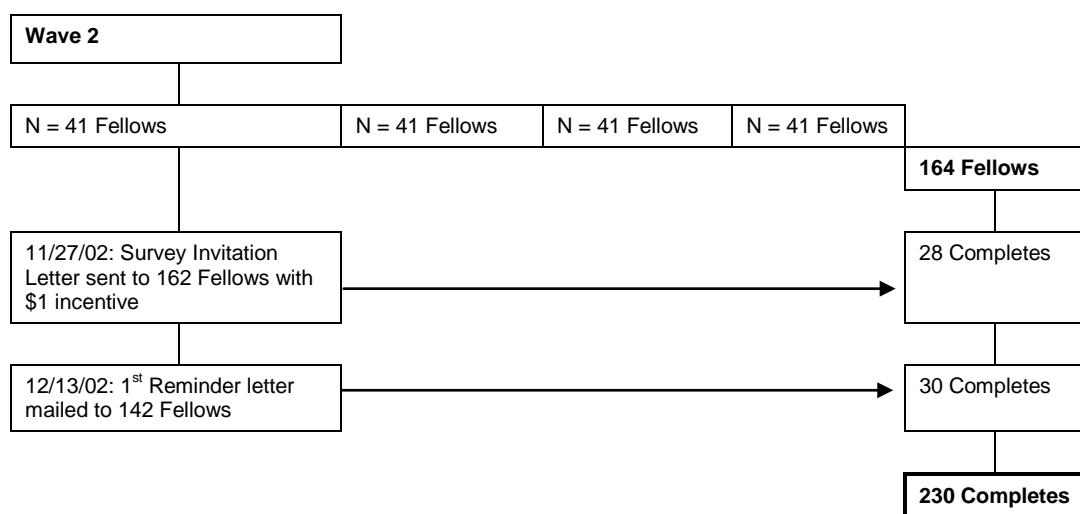 Wave 2
N = 41 Fellows
N = 41 Fellows
N = 41 Fellows
N = 41 Fellows
164 Fellows
11/27/02: Survey Invitation
Letter sent to 162 Fellows with
$1 incentive
28 Completes
12/13/02: 1st Reminder letter
mailed to 142 Fellows
30 Completes
230 Completes